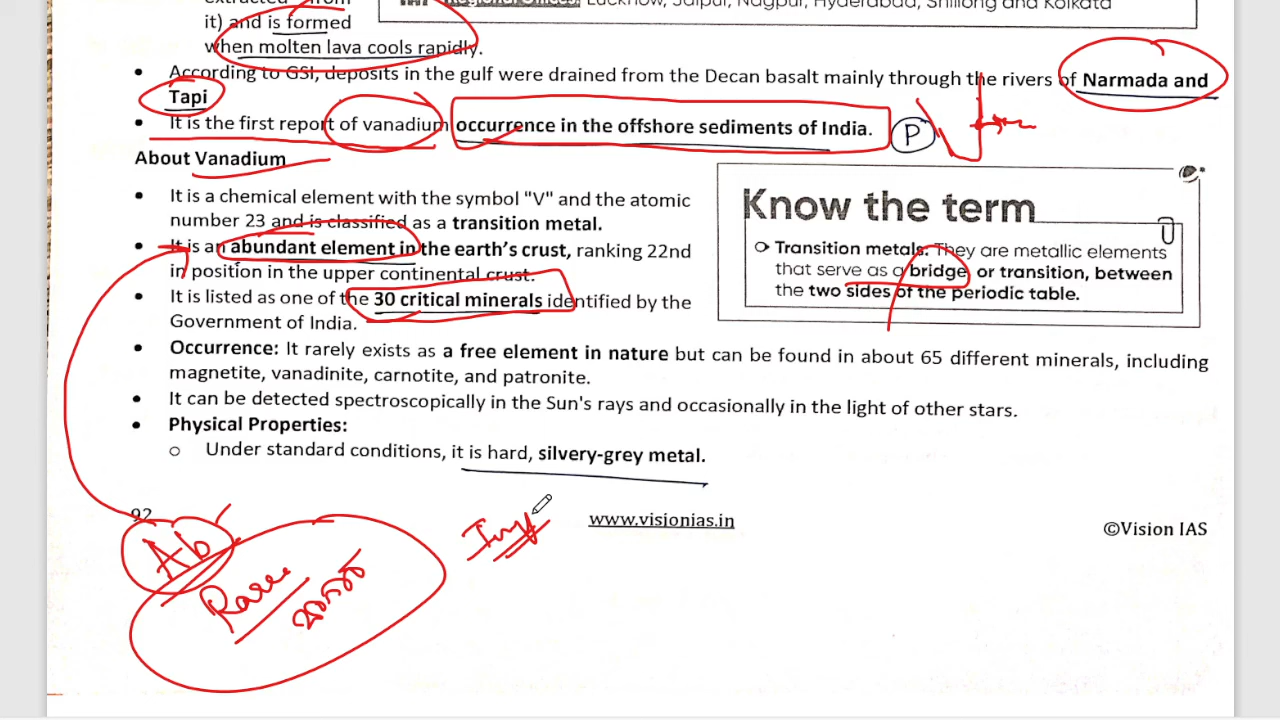 it) and is formed
when molten lava cools rapidly.
Regional Offices: Lucknow, Jaipur, Nagpur, Hyderabad, Shillong and Kolkata
• According to GSI, deposits in the gulf were drained from the Decan basalt mainly through the rivers of Narmada and
Tapi
• It is the first report of vanadium occurrence in the offshore sediments of India.
P
About Vanadium
• It is a chemical element with the symbol "V" and the atomic
number 23 and is classified as a transition metal.
• It is an abundant element in the earth's crust, ranking 22nd
in position in the upper continental crust.
• It is listed as one of the 30 critical minerals identified by the
Government of India.
Know the term
Transition metals. They are metallic elements
that serve as a bridge, or transition, between
the two sides of the periodic table.
• Occurrence: It rarely exists as a free element in nature but can be found in about 65 different minerals, including
magnetite, vanadinite, carnotite, and patronite.
• It can be detected spectroscopically in the Sun's rays and occasionally in the light of other stars.
• Physical Properties:
o Under standard conditions, it is hard, silvery-grey metal.
92
www.visionias.in
©Vision IAS
Ab
Rare